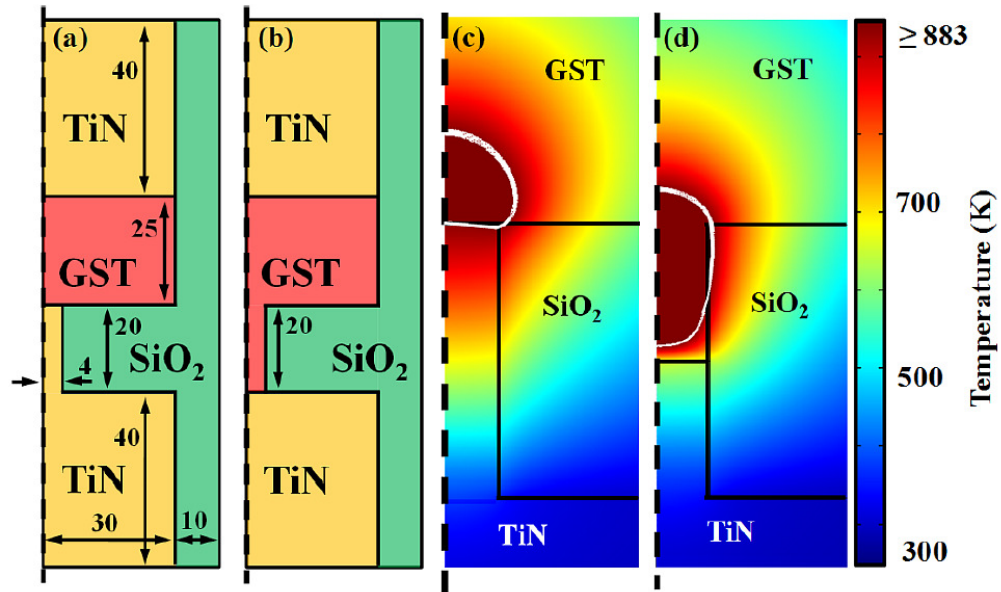 (a)
40
TiN
25
GST
20
SiO2
4
TiN
40
30
10
(b)
TiN
GST
20
SiO2
TiN
(c)
GST
SiO2
TiN
(d)
GST
SiO2
TiN
≥ 883
700
500
300
Temperature (K)